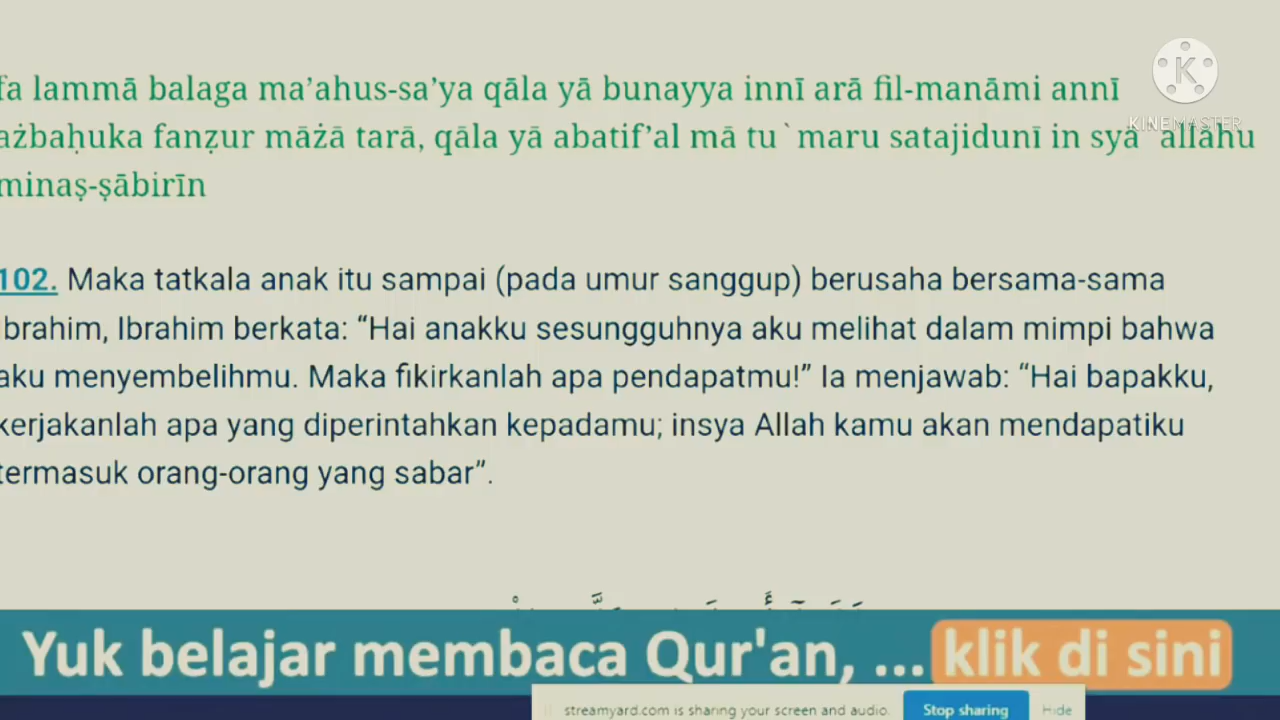 fa lammā balaga ma’ahus-sa’ya qāla yā bunayya innī arā fil-manāmi annī
ażbaḥuka fanẓur māżā tarā, qāla yā abatif’al mā tu`maru satajidunī in syā allāhu
minaṣ-ṣābirīn
KINEMASTER
102. Maka tatkala anak itu sampai (pada umur sanggup) berusaha bersama-sama
Ibrahim, Ibrahim berkata: “Hai anakku sesungguhnya aku melihat dalam mimpi bahwa
aku menyembelihmu. Maka fikirkanlah apa pendapatmu!” Ia menjawab: “Hai bapakku,
kerjakanlah apa yang diperintahkan kepadamu; insya Allah kamu akan mendapatiku
termasuk orang-orang yang sabar”.
Yuk belajar membaca Qur'an, ... klik di sini
streamyard.com is sharing your screen and audio. Stop sharing Hide